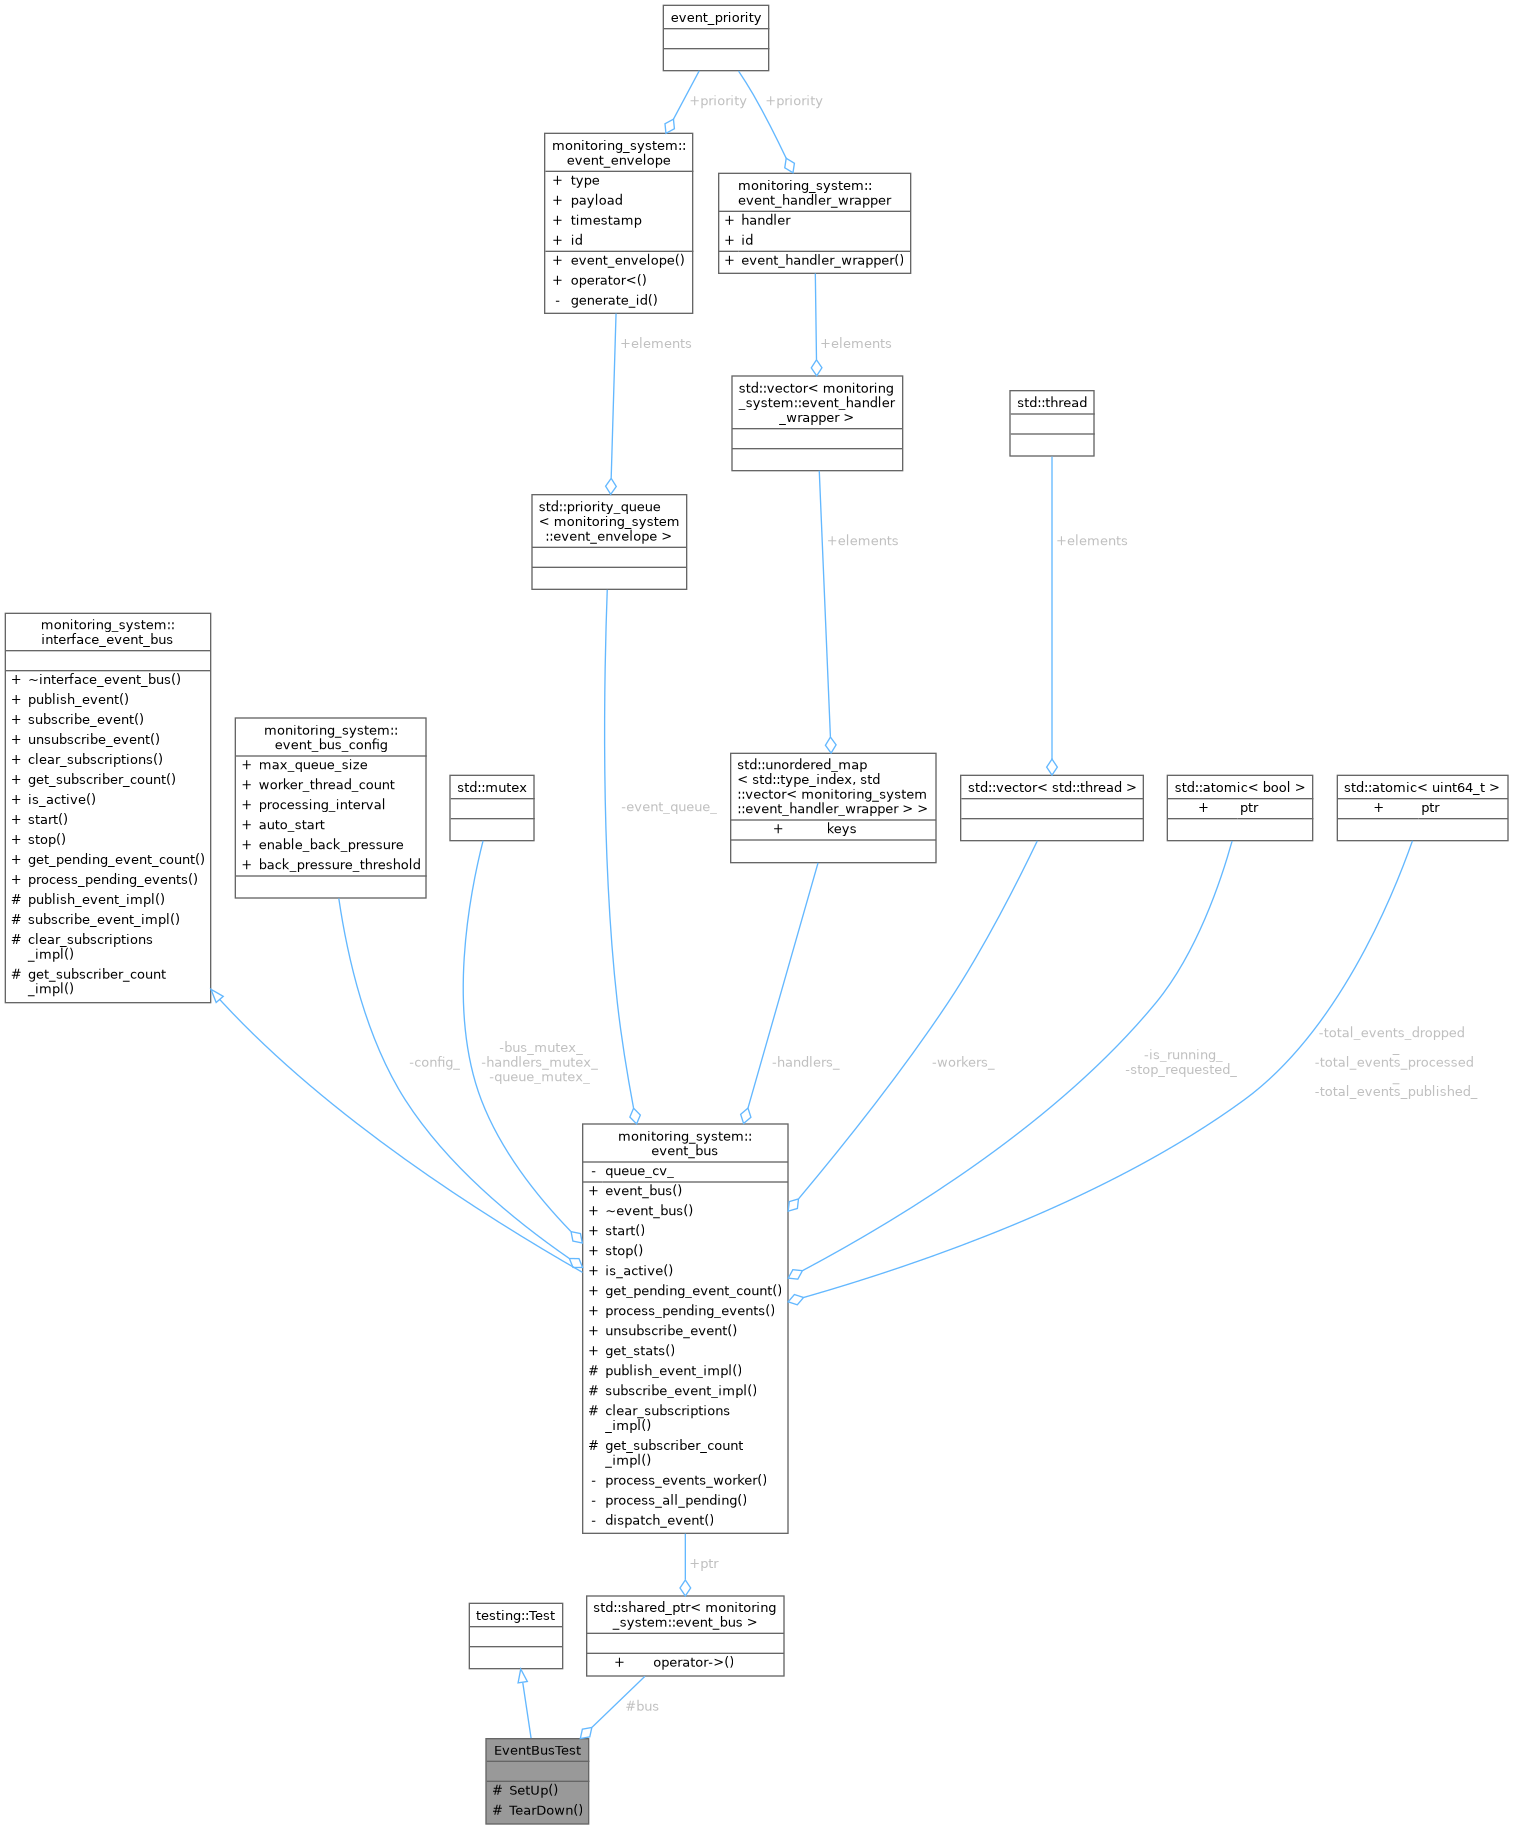 event_priority
+priority
+priority
monitoring_system::
event_envelope
+ type
+ payload
+ timestamp
+ id
+ event_envelope()
+ operator<()
- generate_id()
monitoring_system::
event_handler_wrapper
+ handler
+ id
+ event_handler_wrapper()
+elements
+elements
std::vector< monitoring
_system::event_handler
_wrapper >
std::thread
std::priority_queue
< monitoring_system
::event_envelope >
+elements
+elements
monitoring_system::
interface_event_bus
+ ~interface_event_bus()
+ publish_event()
+ subscribe_event()
+ unsubscribe_event()
+ clear_subscriptions()
+ get_subscriber_count()
+ is_active()
+ start()
+ stop()
+ get_pending_event_count()
+ process_pending_events()
# publish_event_impl()
# subscribe_event_impl()
# clear_subscriptions
_impl()
# get_subscriber_count
_impl()
monitoring_system::
event_bus_config
+ max_queue_size
+ worker_thread_count
+ processing_interval
+ auto_start
+ enable_back_pressure
+ back_pressure_threshold
std::mutex
-event_queue_
std::unordered_map
< std::type_index, std
::vector< monitoring_system
::event_handler_wrapper > >
+ keys
std::vector< std::thread >
std::atomic< bool >
+ ptr
std::atomic< uint64_t >
+ ptr
-config_
-bus_mutex_
-handlers_mutex_
-queue_mutex_
-handlers_
-workers_
-is_running_
-stop_requested_
-total_events_dropped
_
-total_events_processed
_
-total_events_published_
monitoring_system::
event_bus
- queue_cv_
+ event_bus()
+ ~event_bus()
+ start()
+ stop()
+ is_active()
+ get_pending_event_count()
+ process_pending_events()
+ unsubscribe_event()
+ get_stats()
# publish_event_impl()
# subscribe_event_impl()
# clear_subscriptions
_impl()
# get_subscriber_count
_impl()
- process_events_worker()
- process_all_pending()
- dispatch_event()
+ptr
testing::Test
std::shared_ptr< monitoring
_system::event_bus >
+ operator->()
#bus
EventBusTest
# SetUp()
# TearDown()